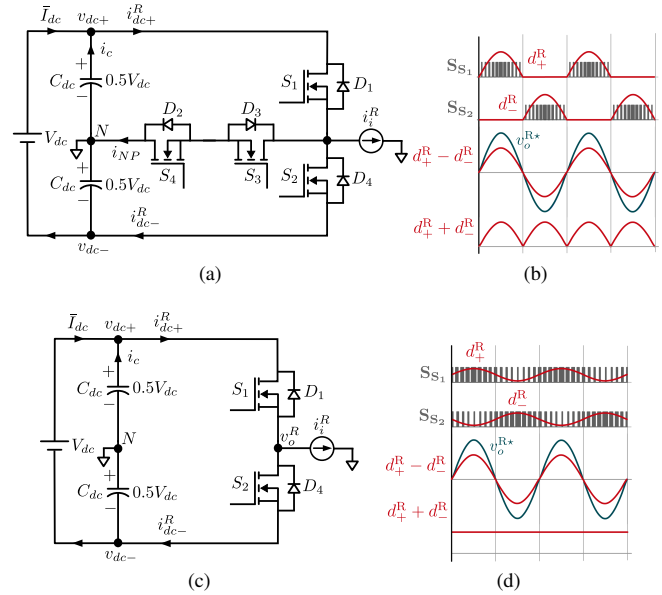 Ī_dc
v_dc+
i^R_dc+
+
i_c
C_dc
0.5V_dc
−
S_1
D_1
D_2
D_3
i^R_i
V_dc
N
i_NP
S_4
S_3
S_2
D_4
+
C_dc
0.5V_dc
−
i^R_dc−
v_dc−
(a)
S_S1
d^R_+
S_S2
d^R_−
v^R⋆_o
d^R_+ − d^R_−
d^R_+ + d^R_−
(b)
Ī_dc
v_dc+
i^R_dc+
+
i_c
C_dc
0.5V_dc
−
S_1
D_1
V_dc
N
v^R_o
i^R_i
+
C_dc
0.5V_dc
−
S_2
D_4
i^R_dc−
v_dc−
(c)
d^R_+
S_S1
d^R_−
S_S2
v^R⋆_o
d^R_+ − d^R_−
d^R_+ + d^R_−
(d)